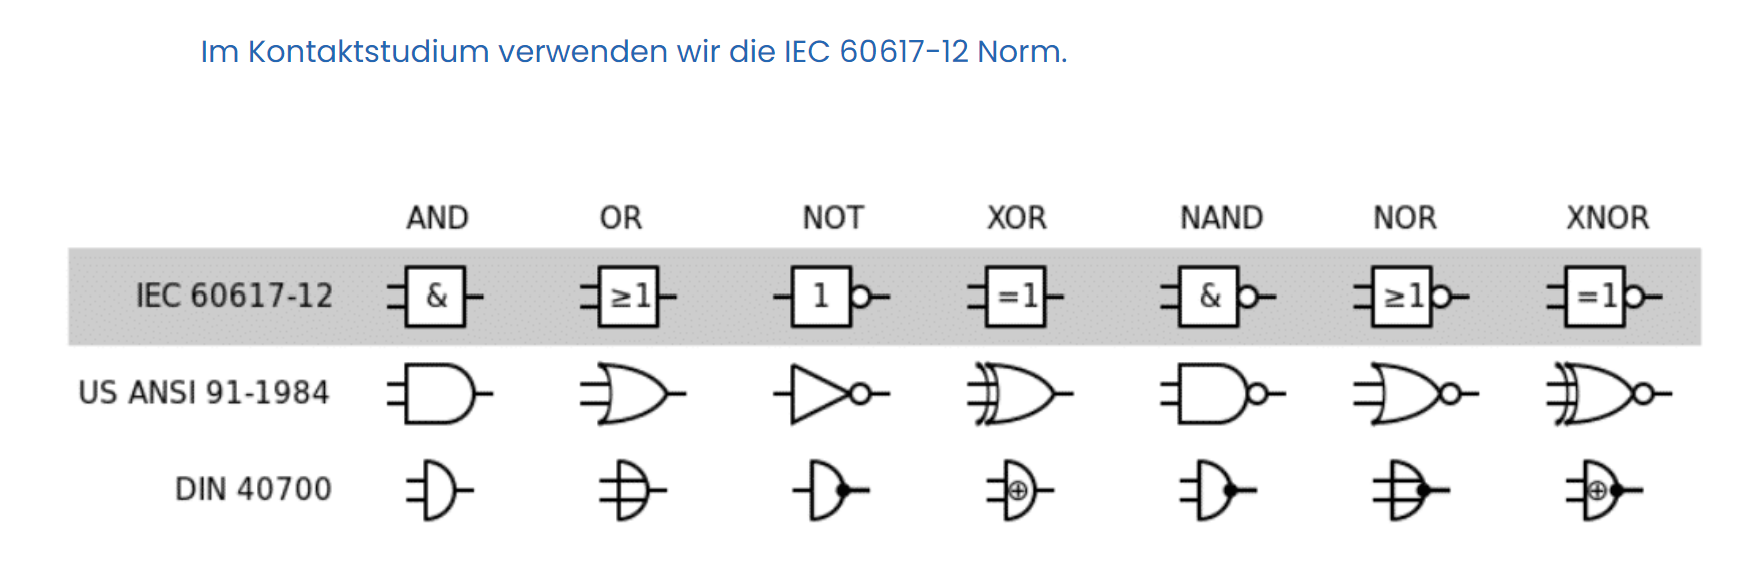 Im Kontaktstudium verwenden wir die IEC 60617-12 Norm.
AND OR NOT XOR NAND NOR XNOR
IEC 60617-12 & ≥1 1 =1 & ≥1 =1
US ANSI 91-1984
DIN 40700